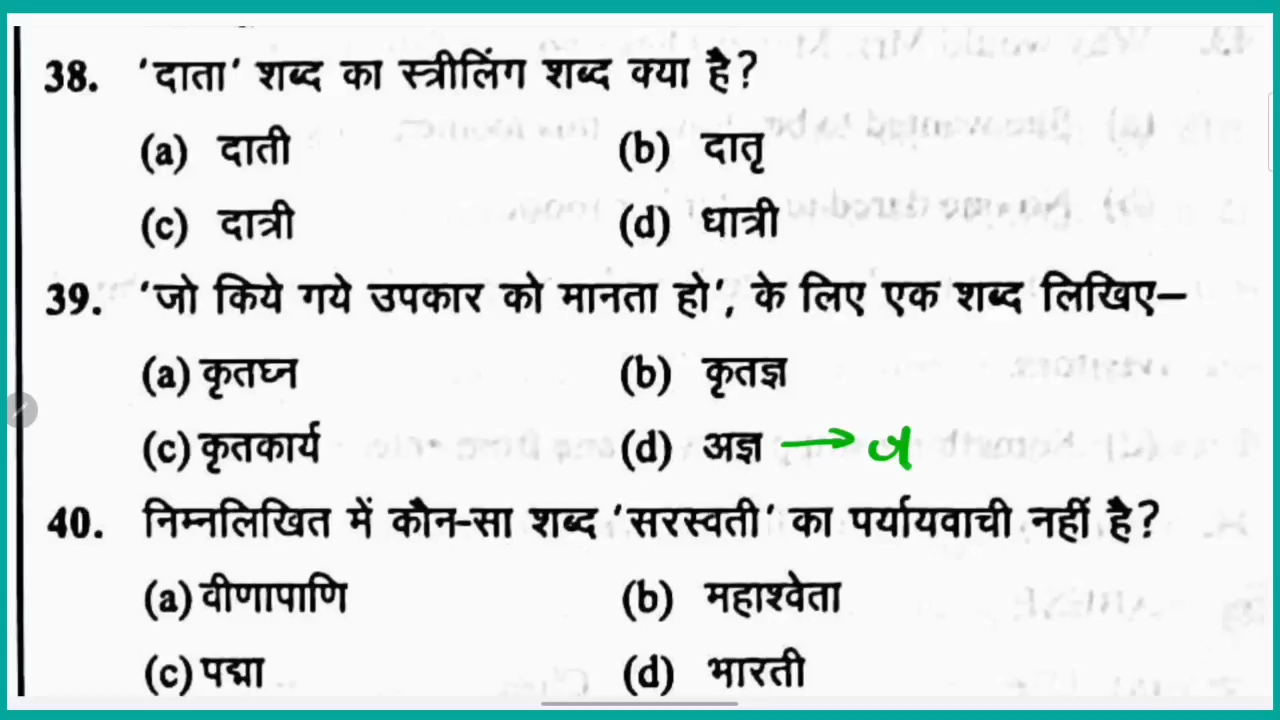 38. 'दाता' शब्द का स्त्रीलिंग शब्द क्या है?
(a) दाती (b) दातृ
(c) दात्री (d) धात्री
39. 'जो किये गये उपकार को मानता हो', के लिए एक शब्द लिखिए–
(a) कृतघ्न (b) कृतज्ञ
(c) कृतकार्य (d) अज्ञ →
40. निम्नलिखित में कौन-सा शब्द 'सरस्वती' का पर्यायवाची नहीं है?
(a) वीणापाणि (b) महाश्वेता
(c) पद्मा (d) भारती